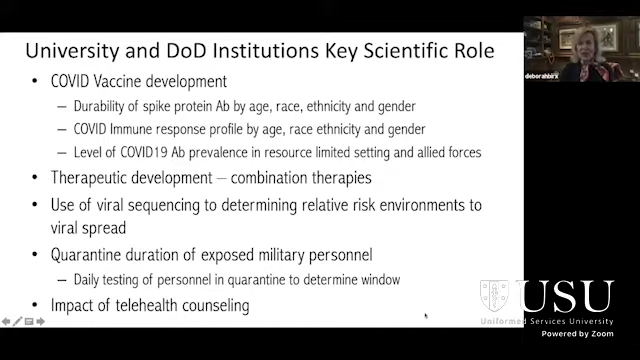 University and DoD Institutions Key Scientific Role
deborahbirx
• COVID Vaccine development
– Durability of spike protein Ab by age, race, ethnicity and gender
– COVID Immune response profile by age, race ethnicity and gender
– Level of COVID19 Ab prevalence in resource limited setting and allied forces
• Therapeutic development – combination therapies
• Use of viral sequencing to determining relative risk environments to
viral spread
• Quarantine duration of exposed military personnel
– Daily testing of personnel in quarantine to determine window
• Impact of telehealth counseling
USU
Uniformed Services University
Powered by Zoom